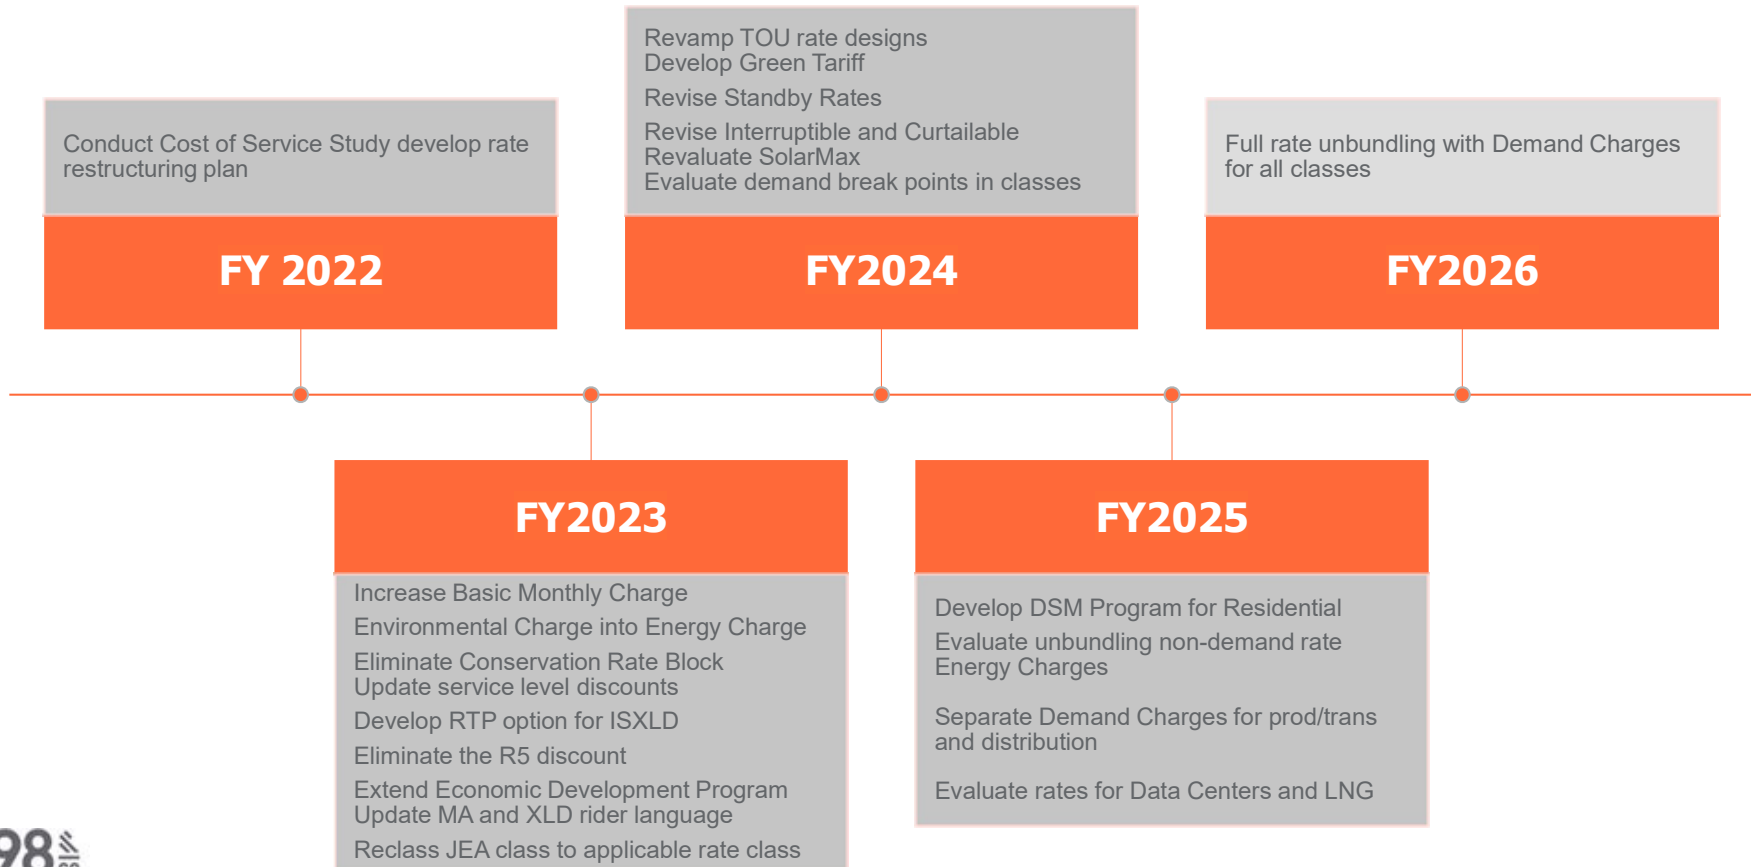 Conduct Cost of Service Study develop rate
restructuring plan
FY 2022
Increase Basic Monthly Charge
Environmental Charge into Energy Charge
Eliminate Conservation Rate Block
Update service level discounts
Develop RTP option for ISXLD
Eliminate the R5 discount
Extend Economic Development Program
Update MA and XLD rider language
Reclass JEA class to applicable rate class
FY2023
Revamp TOU rate designs
Develop Green Tariff
Revise Standby Rates
Revise Interruptible and Curtailable
Revaluate SolarMax
Evaluate demand break points in classes
FY2024
FY2025
Develop DSM Program for Residential
Evaluate unbundling non-demand rate
Energy Charges
Separate Demand Charges for prod/trans
and distribution
Evaluate rates for Data Centers and LNG
Full rate unbundling with Demand Charges
for all classes
FY2026
98